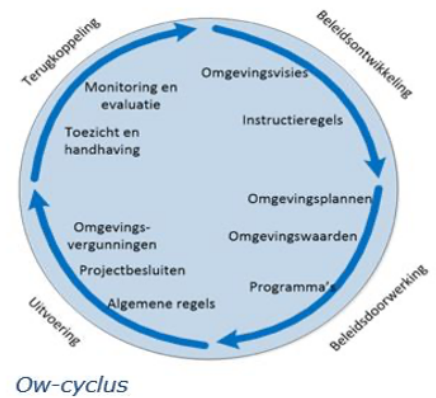 Terugkoppeling
Beleidsontwikkeling
Omgevingsvisies
Monitoring en
evaluatie
Instructieregels
Toezicht en
handhaving
Omgevingsplannen
Omgevings-
vergunningen
Omgevingswaarden
Projectbesluiten
Programma's
Algemene regels
Uitvoering
Beleidsdoorwerking
Ow-cyclus